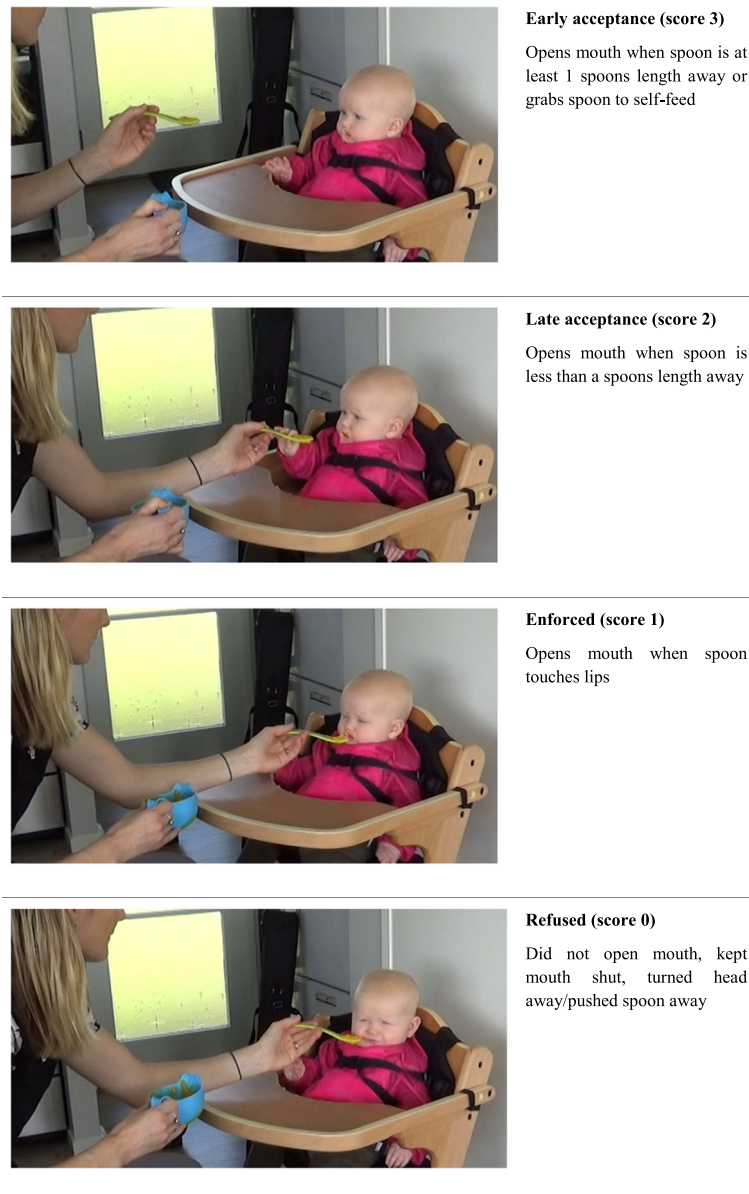 Early acceptance (score 3)
Opens mouth when spoon is at
least 1 spoons length away or
grabs spoon to self-feed
Late acceptance (score 2)
Opens mouth when spoon is
less than a spoons length away
Enforced (score 1)
Opens mouth when spoon
touches lips
Refused (score 0)
Did not open mouth, kept
mouth shut, turned head
away/pushed spoon away